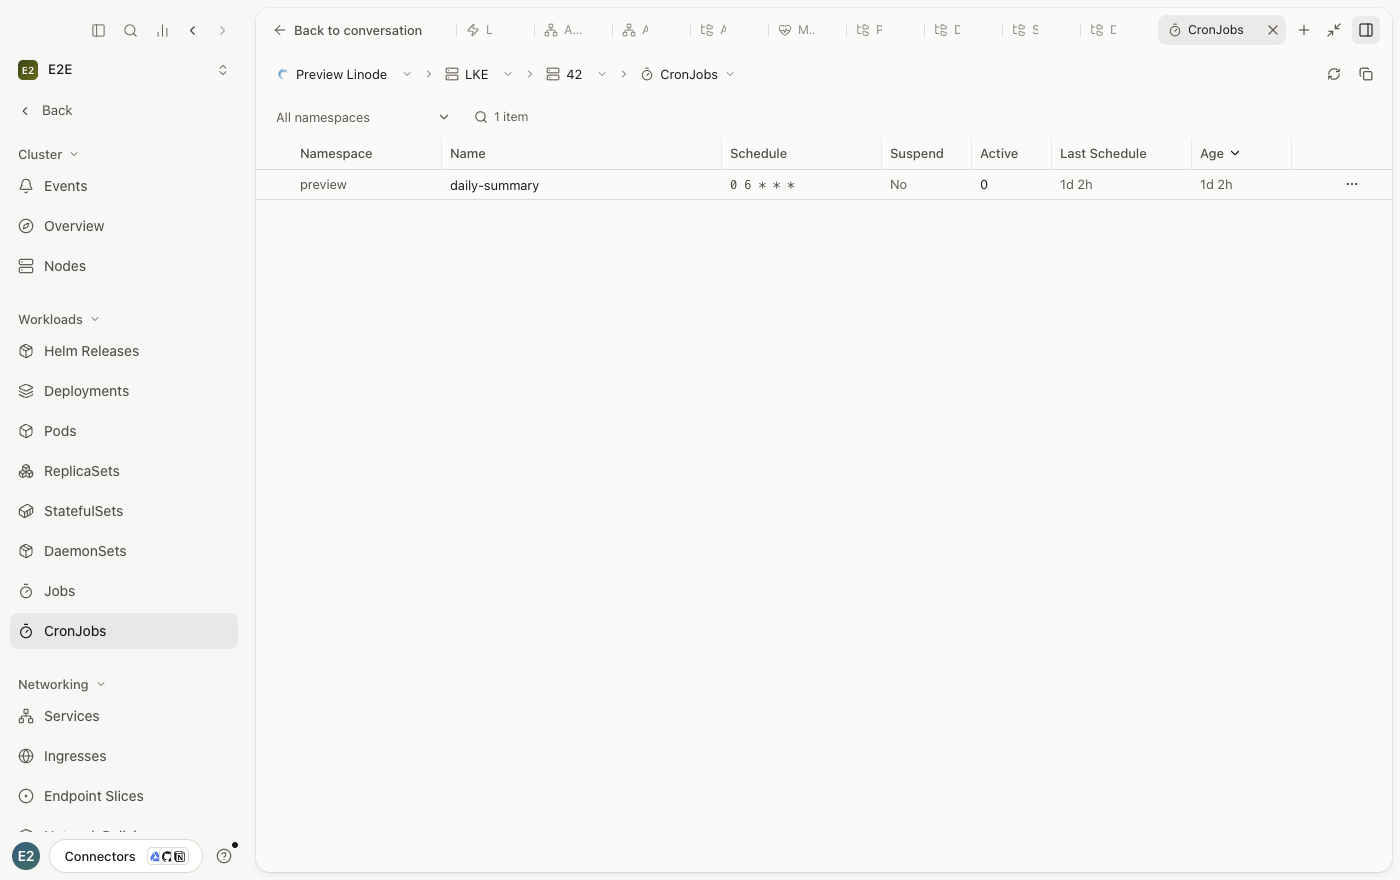 E2 E2E
Back
Cluster
Events
Overview
Nodes
Workloads
Helm Releases
Deployments
Pods
ReplicaSets
StatefulSets
DaemonSets
Jobs
CronJobs
Networking
Services
Ingresses
Endpoint Slices
E2 Connectors
Back to conversation L A... A A M.. F D S D CronJobs
Preview Linode LKE 42 CronJobs
All namespaces 1 item
Namespace Name Schedule Suspend Active Last Schedule Age
preview daily-summary 0 6 * * * No 0 1d 2h 1d 2h